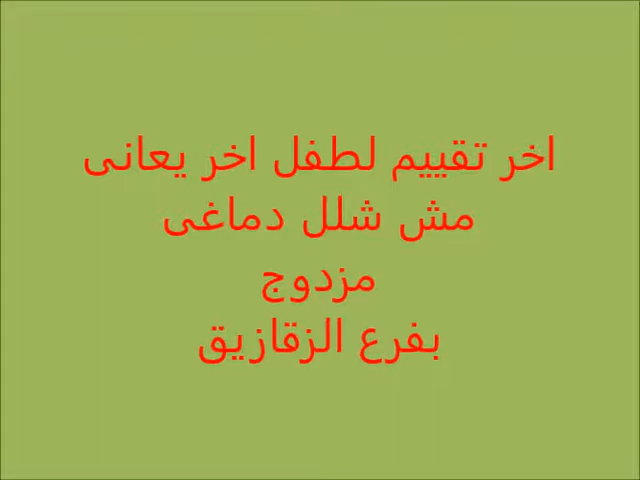 اخر تقييم لطفل اخر يعانى
مش شلل دماغى
مزدوج
بفرع الزقازيق